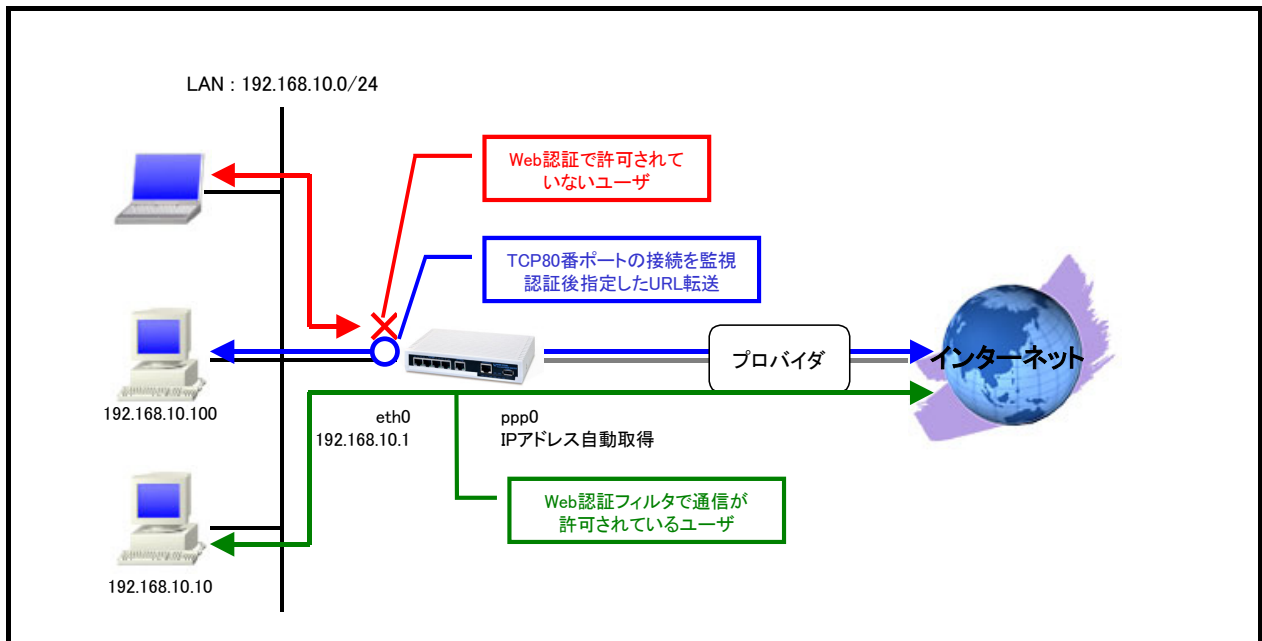 LAN : 192.168.10.0/24
Web認証で許可されて
いないユーザ
TCP80番ポートの接続を監視
認証後指定したURL転送
プロバイダ
インターネット
192.168.10.100
eth0
192.168.10.1
ppp0
IPアドレス自動取得
Web認証フィルタで通信が
許可されているユーザ
192.168.10.10